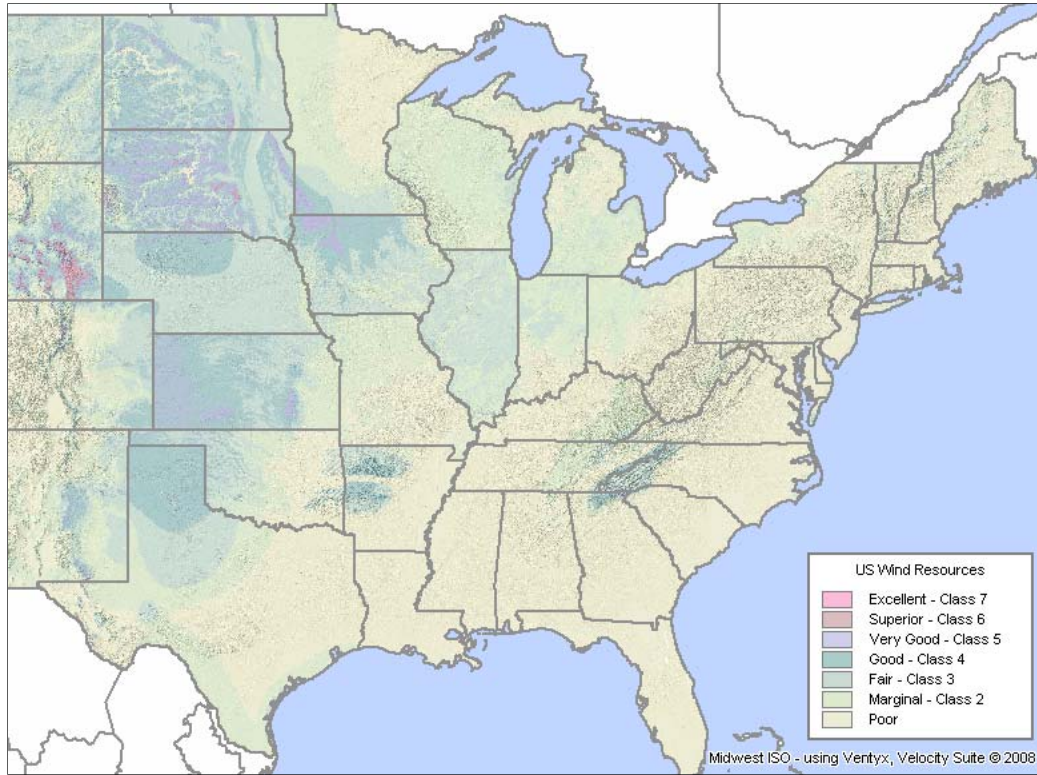 US Wind Resources
Excellent - Class 7
Superior - Class 6
Very Good - Class 5
Good - Class 4
Fair - Class 3
Marginal - Class 2
Poor
Midwest ISO - using Ventyx, Velocity Suite © 2008